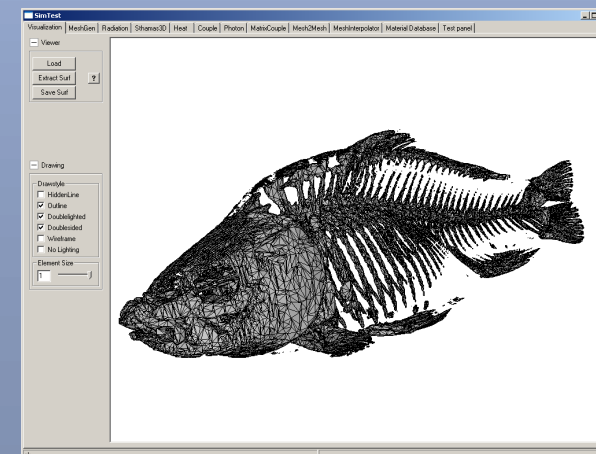 SimTest
Visualization MeshGen Radiation Sthamas3D Heat Couple Photon MatrixCouple Mesh2Mesh MeshInterpolator Material Database Test panel
Viewer
Load
Extract Surf ?
Save Surf
Drawing
Drawstyle
HiddenLine
Outline
Doublelighted
Doublesided
Wireframe
No Lighting
Element Size
1